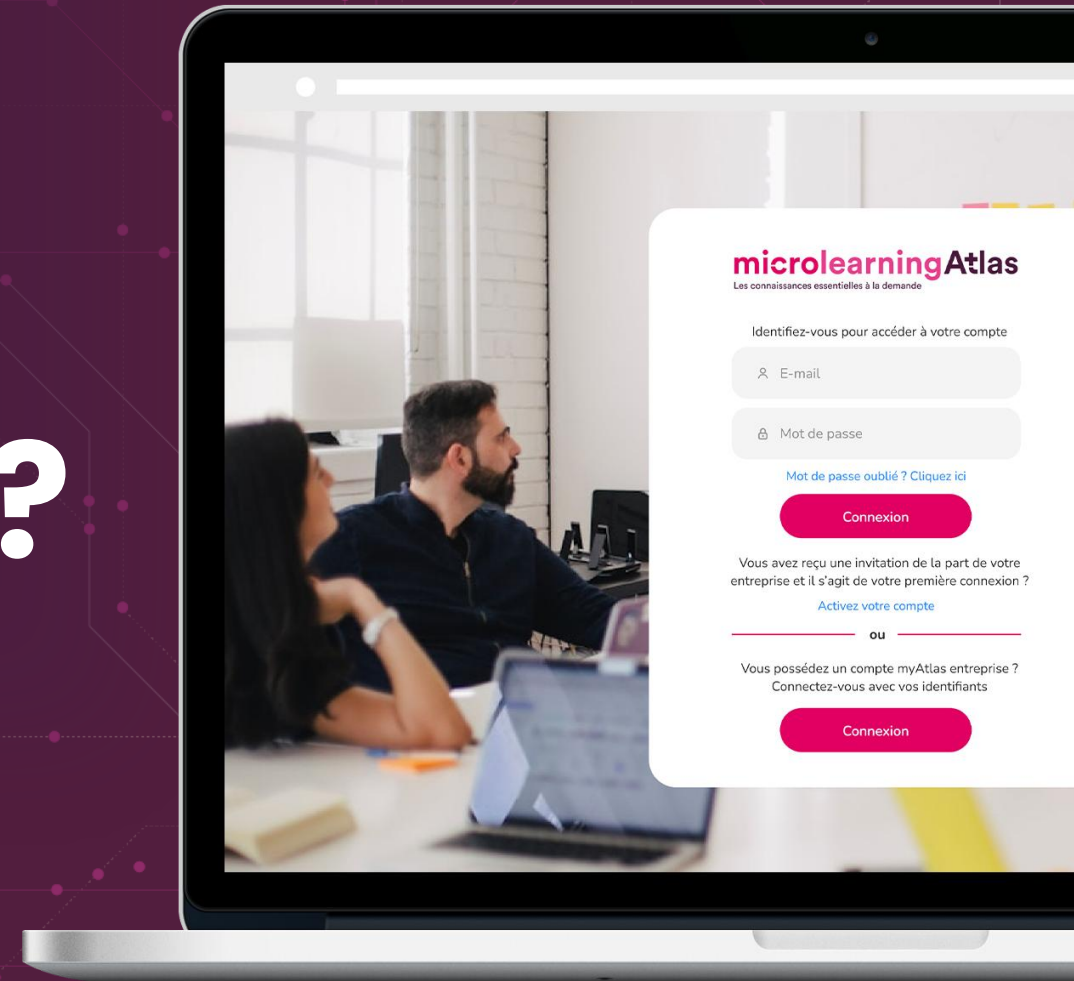 ?
microlearningAtlas
Les connaissances essentielles à la demande
Identifiez-vous pour accéder à votre compte
E-mail
Mot de passe
Mot de passe oublié ? Cliquez ici
Connexion
Vous avez reçu une invitation de la part de votre
entreprise et il s'agit de votre première connexion ?
Activez votre compte
ou
Vous possédez un compte myAtlas entreprise ?
Connectez-vous avec vos identifiants
Connexion